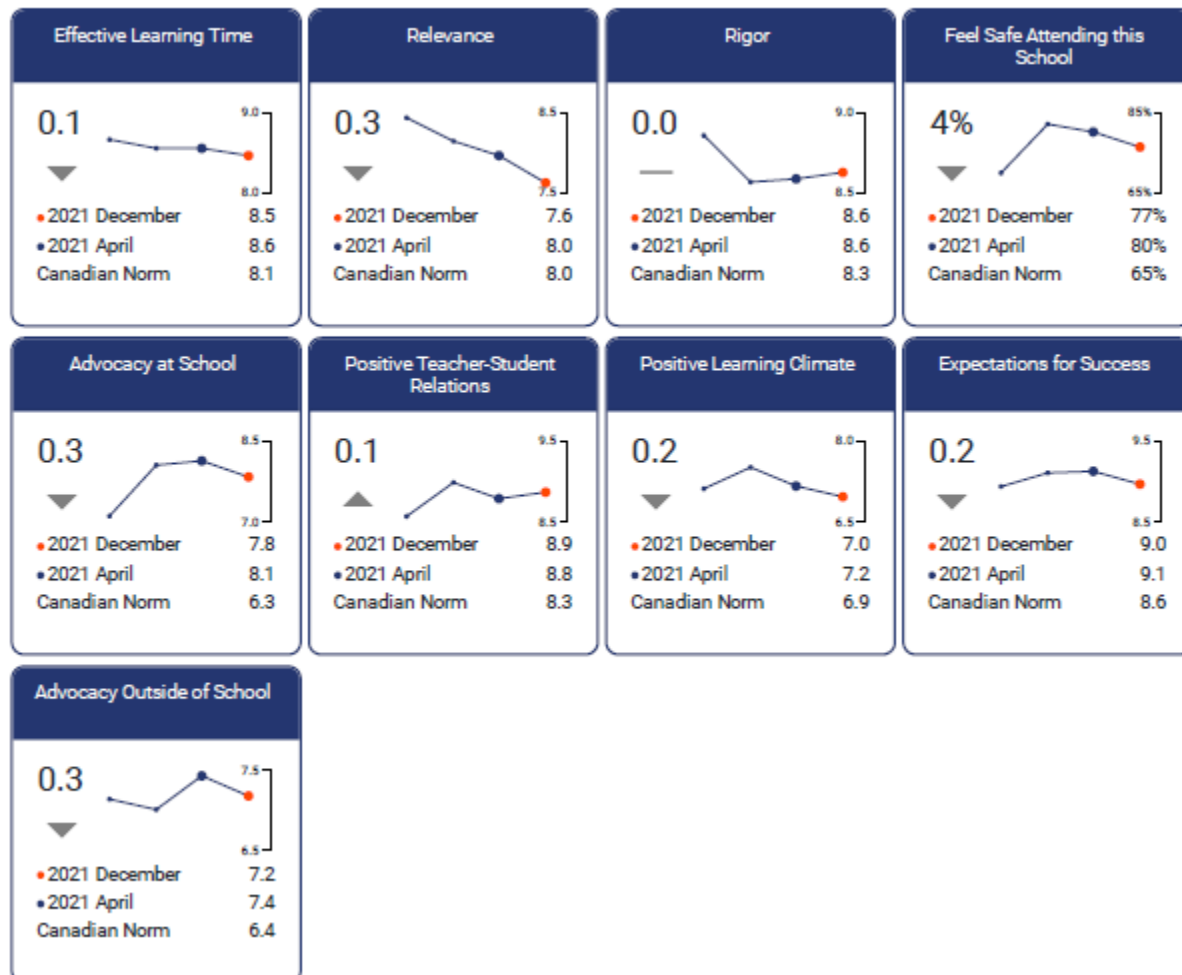 Effective Learning Time
0.1
9.0
8.0
2021 December 8.5
2021 April 8.6
Canadian Norm 8.1
Relevance
0.3
8.5
7.5
2021 December 7.6
2021 April 8.0
Canadian Norm 8.0
Rigor
0.0
9.0
8.5
2021 December 8.6
2021 April 8.6
Canadian Norm 8.3
Feel Safe Attending this
School
4%
85%
65%
2021 December 77%
2021 April 80%
Canadian Norm 65%
Advocacy at School
0.3
8.5
7.0
2021 December 7.8
2021 April 8.1
Canadian Norm 6.3
Positive Teacher-Student
Relations
0.1
9.5
8.5
2021 December 8.9
2021 April 8.8
Canadian Norm 8.3
Positive Learning Climate
0.2
8.0
6.5
2021 December 7.0
2021 April 7.2
Canadian Norm 6.9
Expectations for Success
0.2
9.5
8.5
2021 December 9.0
2021 April 9.1
Canadian Norm 8.6
Advocacy Outside of School
0.3
7.5
6.5
2021 December 7.2
2021 April 7.4
Canadian Norm 6.4